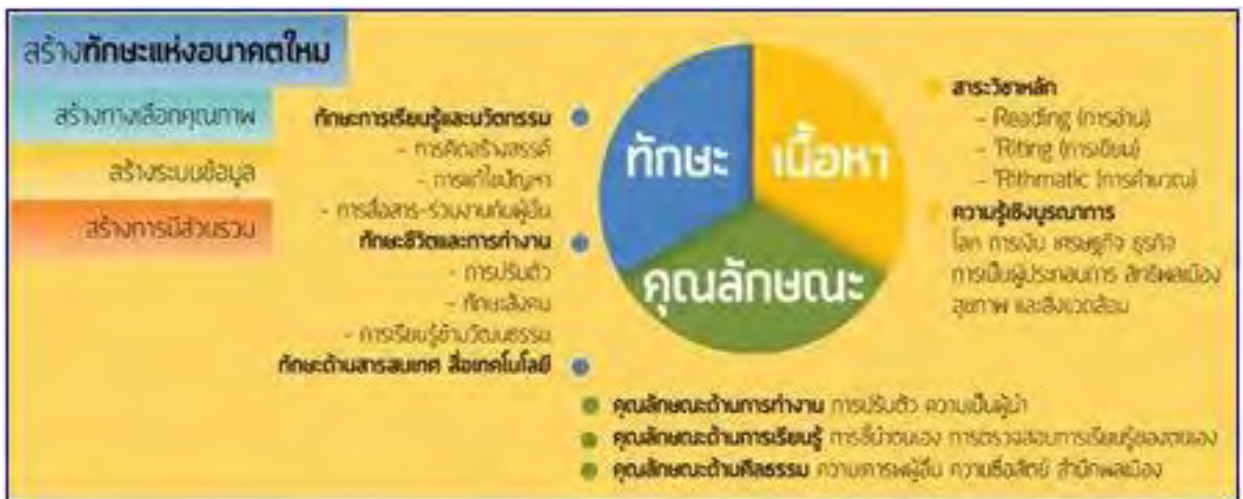 สร้างทักษะแห่งอนาคตใหม่
สร้างทางเลือกคุณภาพ
สร้างระบบข้อมูล
สร้างการมีส่วนร่วม
ทักษะการเรียนรู้และนวัตกรรม
- การคิดสร้างสรรค์
- การแก้ไขปัญหา
- การสื่อสาร-ร่วมงานกับผู้อื่น
ทักษะชีวิตและการทำงาน
- การปรับตัว
- ทักษะสังคม
- การเรียนรู้ข้ามวัฒนธรรม
ทักษะด้านสารสนเทศ สื่อเทคโนโลยี
ทักษะ
เนื้อหา
คุณลักษณะ
สาระวิชาหลัก
- Reading (การอ่าน)
- 'Riting (การเขียน)
- 'Rithmatic (การคำนวณ)
ความรู้เชิงบูรณาการ
โลก การเงิน เศรษฐกิจ ธุรกิจ
การเป็นผู้ประกอบการ สิทธิพลเมือง
สุขภาพ และสิ่งแวดล้อม
คุณลักษณะด้านการทำงาน การปรับตัว ความเป็นผู้นำ
คุณลักษณะด้านการเรียนรู้ การชี้นำตนเอง การตรวจสอบการเรียนรู้ของตนเอง
คุณลักษณะด้านศีลธรรม ความเคารพผู้อื่น ความซื่อสัตย์ สำนึกพลเมือง